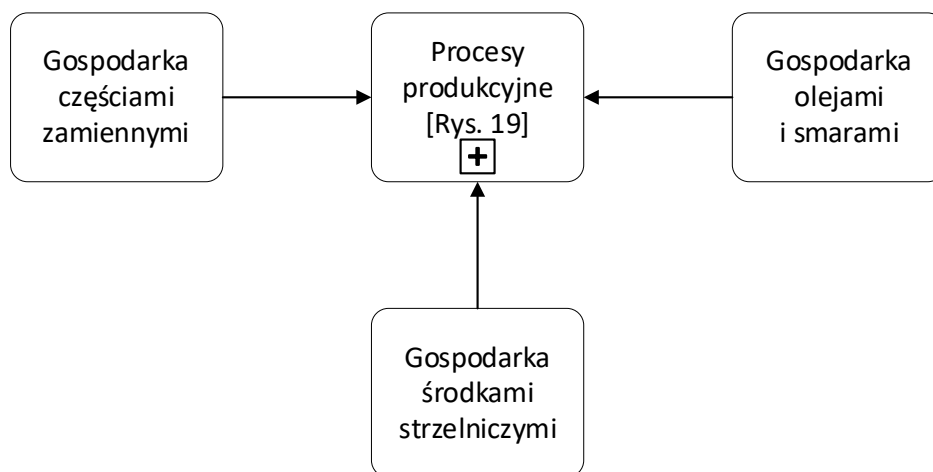 Gospodarka
częściami
zamiennymi
Procesy
produkcyjne
[Rys. 19]
Gospodarka
olejami
i smarami
Gospodarka
środkami
strzelniczymi